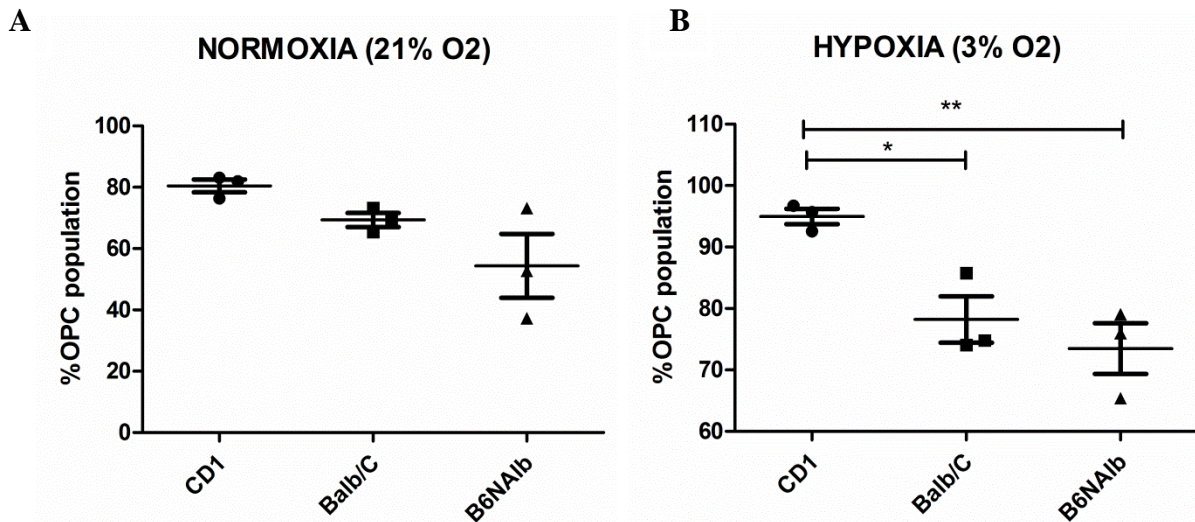 A
NORMOXIA (21% O2)
%OPC population
100
80
60
40
20
0
CD1
Balb/C
B6NAlb
B
HYPOXIA (3% O2)
%OPC population
110
100
90
80
70
60
**
*
CD1
Balb/C
B6NAlb